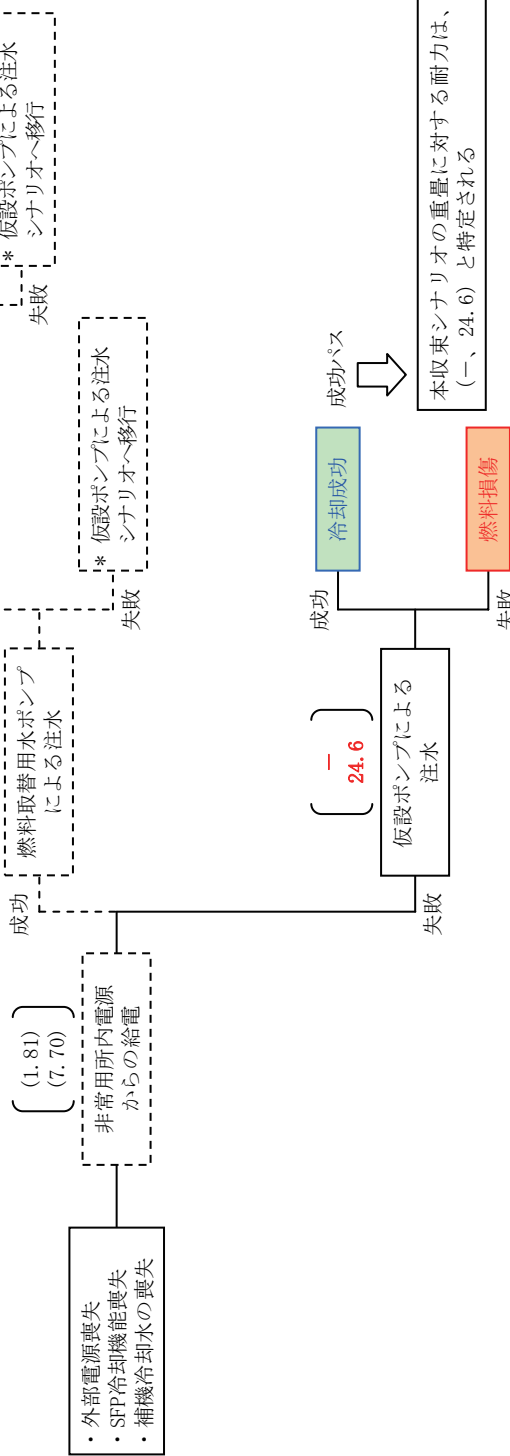 ・外部電源喪失
・SFP冷却機能喪失
・補機冷却水の喪失
(1.81)
(7.70)
非常用所内電源
からの給電
成功
燃料取替用水ポンプ
による注水
失敗
* 仮設ポンプによる注水
シナリオへ移行
失敗
* 仮設ポンプによる注水
シナリオへ移行
失敗
－
24.6
仮設ポンプによる
注水
成功
冷却成功
失敗
燃料損傷
成功パス
本収束シナリオの重畳に対する耐力は、
（－、24.6）と特定される